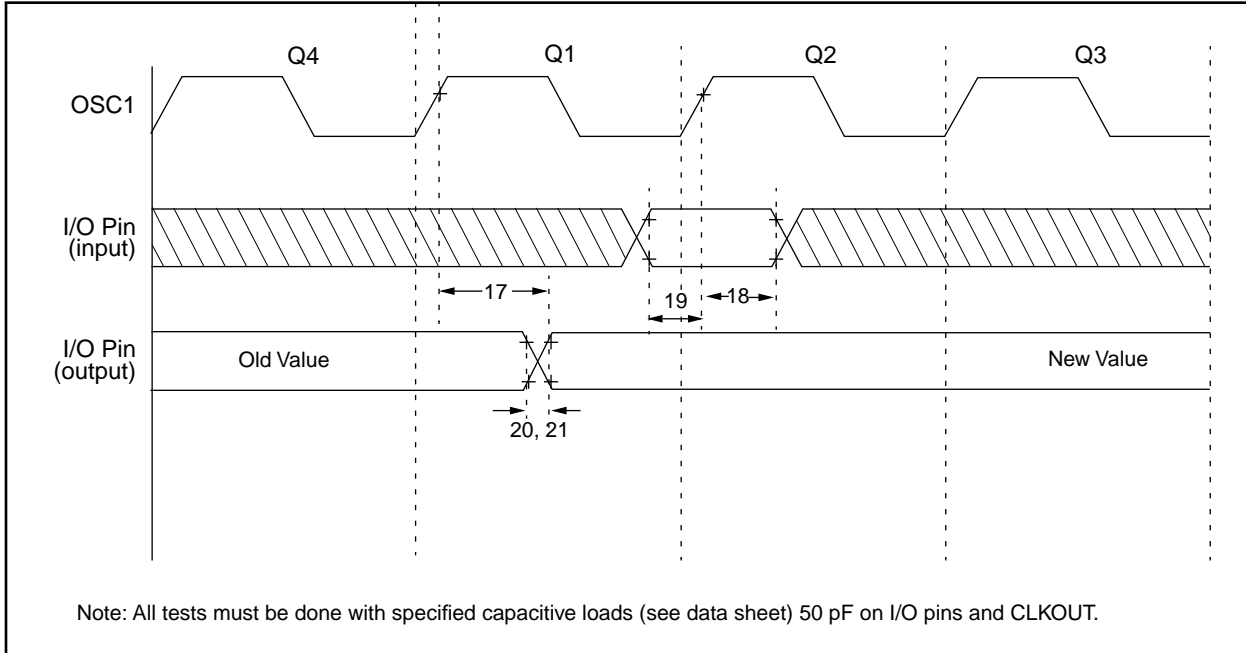 Q4
Q1
Q2
Q3
OSC1
I/O Pin
(input)
17
19
18
I/O Pin
(output)
Old Value
New Value
20, 21
Note: All tests must be done with specified capacitive loads (see data sheet) 50 pF on I/O pins and CLKOUT.